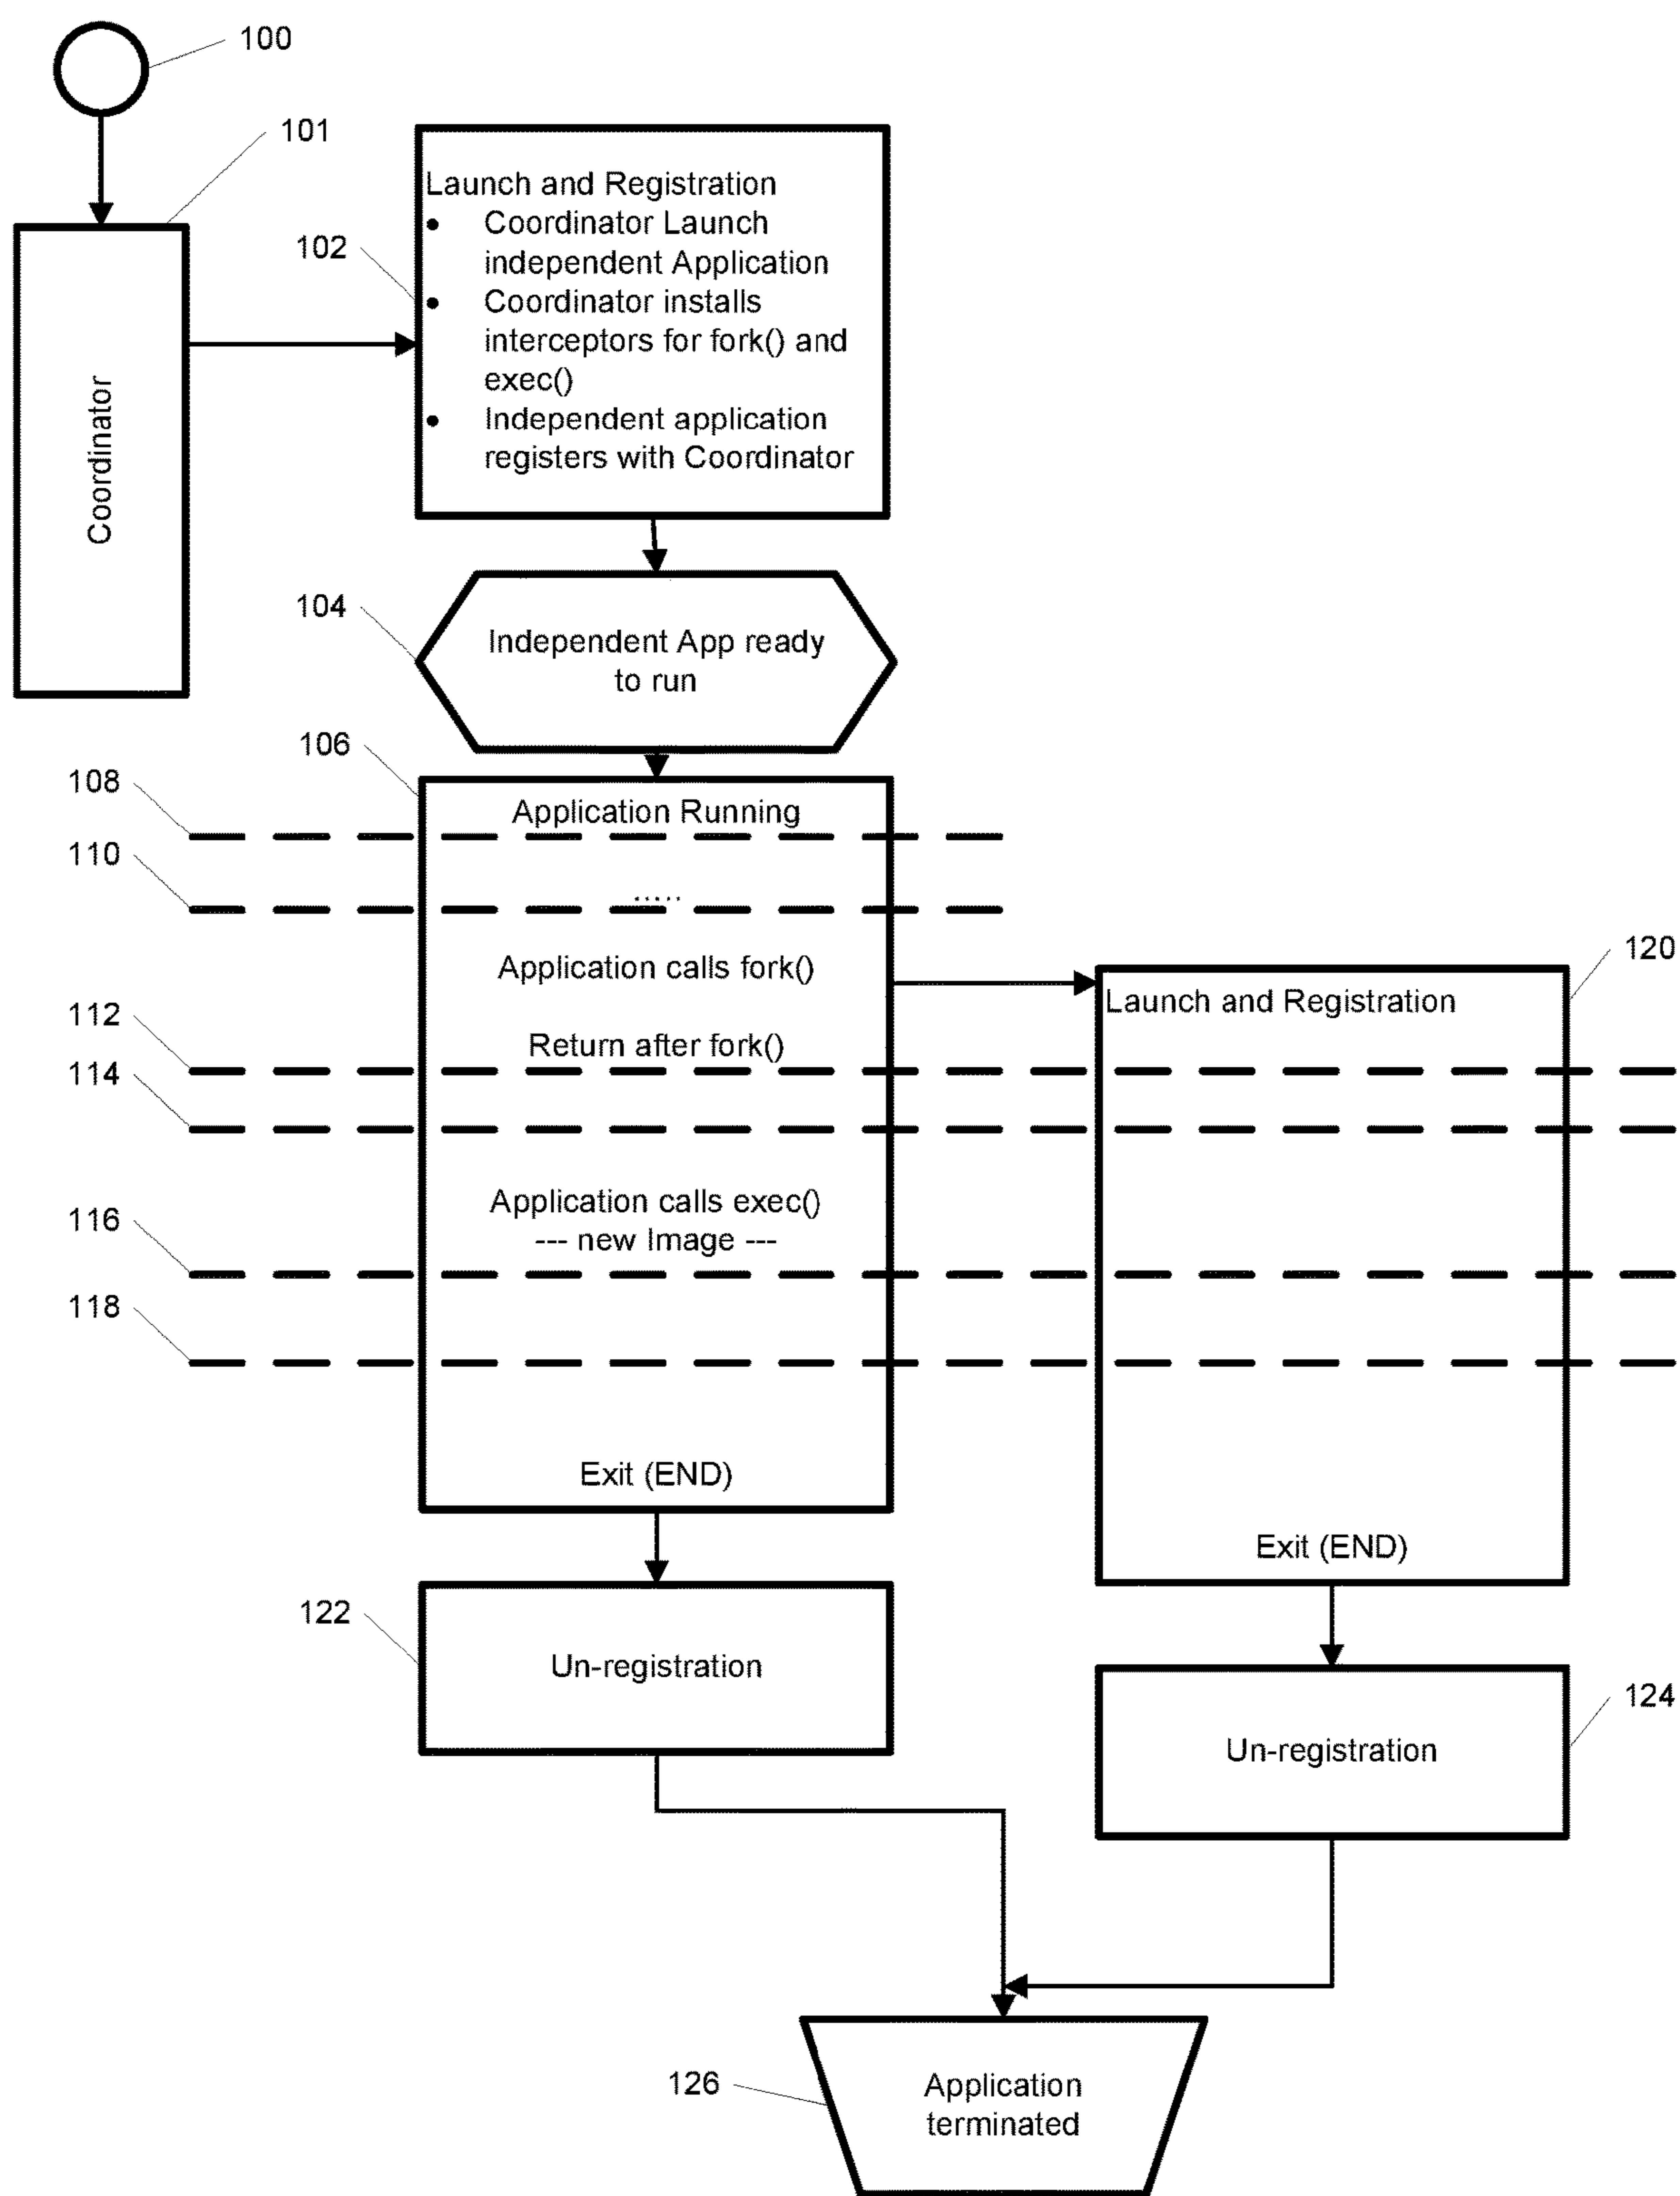 100
101
Coordinator
Launch and Registration
• Coordinator Launch
independent Application
102
• Coordinator installs
interceptors for fork() and
exec()
• Independent application
registers with Coordinator
104
Independent App ready
to run
106
Application Running
108
110
.....
Application calls fork()
120
Launch and Registration
112
Return after fork()
114
Application calls exec()
116
--- new Image ---
118
Exit (END)
Exit (END)
122
Un-registration
124
Un-registration
126
Application
terminated